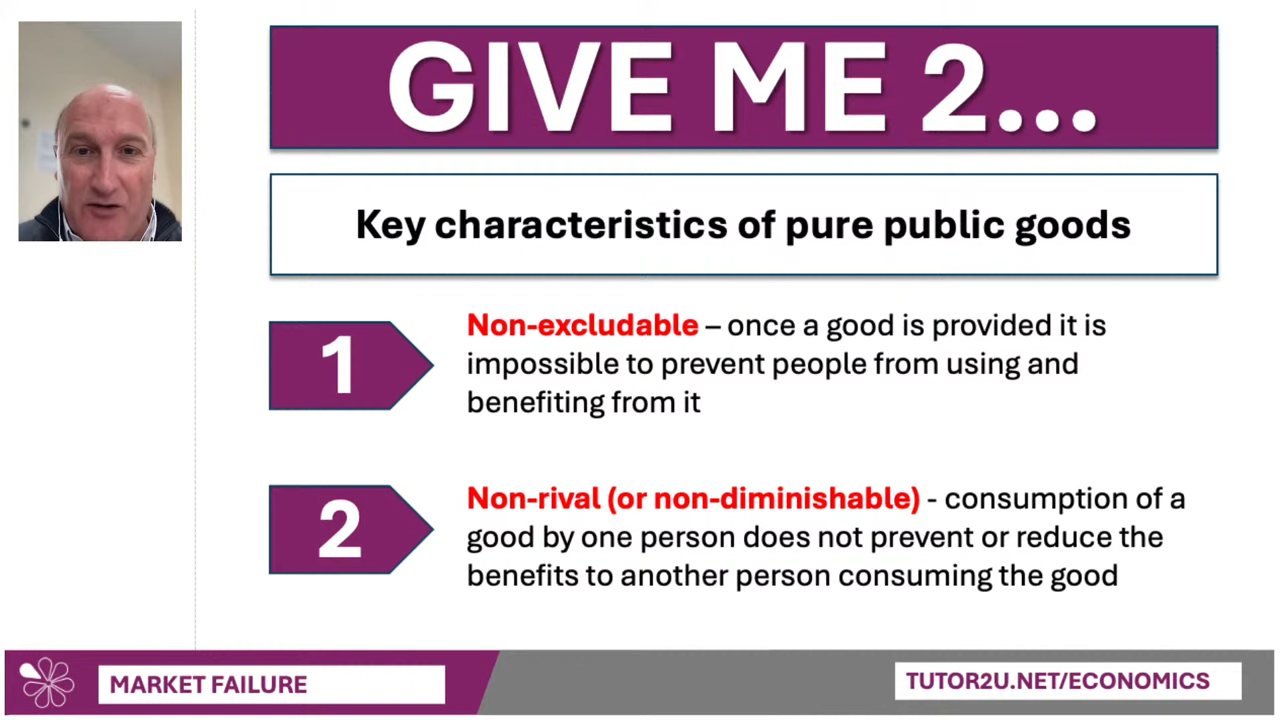 GIVE ME 2...
Key characteristics of pure public goods
1
Non-excludable – once a good is provided it is
impossible to prevent people from using and
benefiting from it
2
Non-rival (or non-diminishable) - consumption of a
good by one person does not prevent or reduce the
benefits to another person consuming the good
MARKET FAILURE
TUTOR2U.NET/ECONOMICS